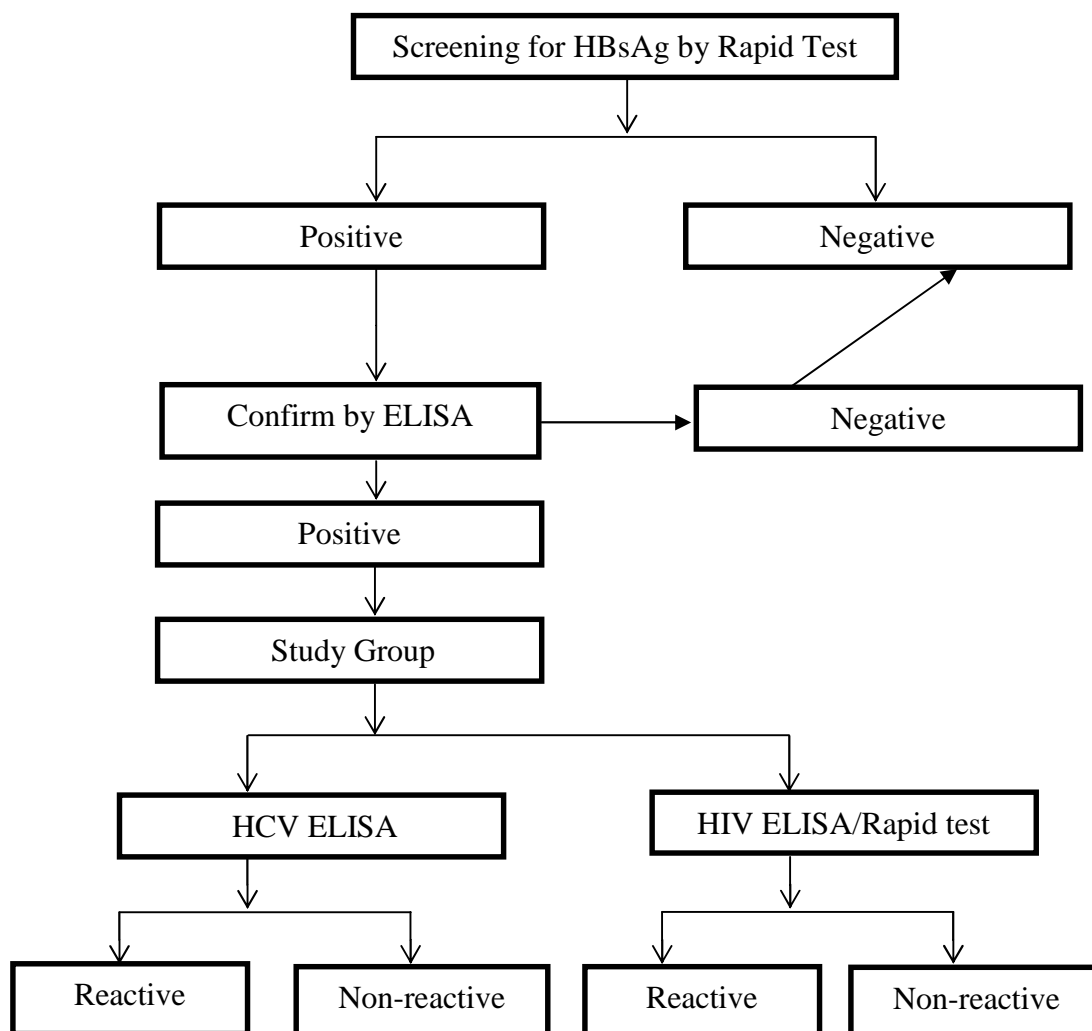 Screening for HBsAg by Rapid Test
Positive
Negative
Confirm by ELISA
Negative
Positive
Study Group
HCV ELISA
HIV ELISA/Rapid test
Reactive
Non-reactive
Reactive
Non-reactive